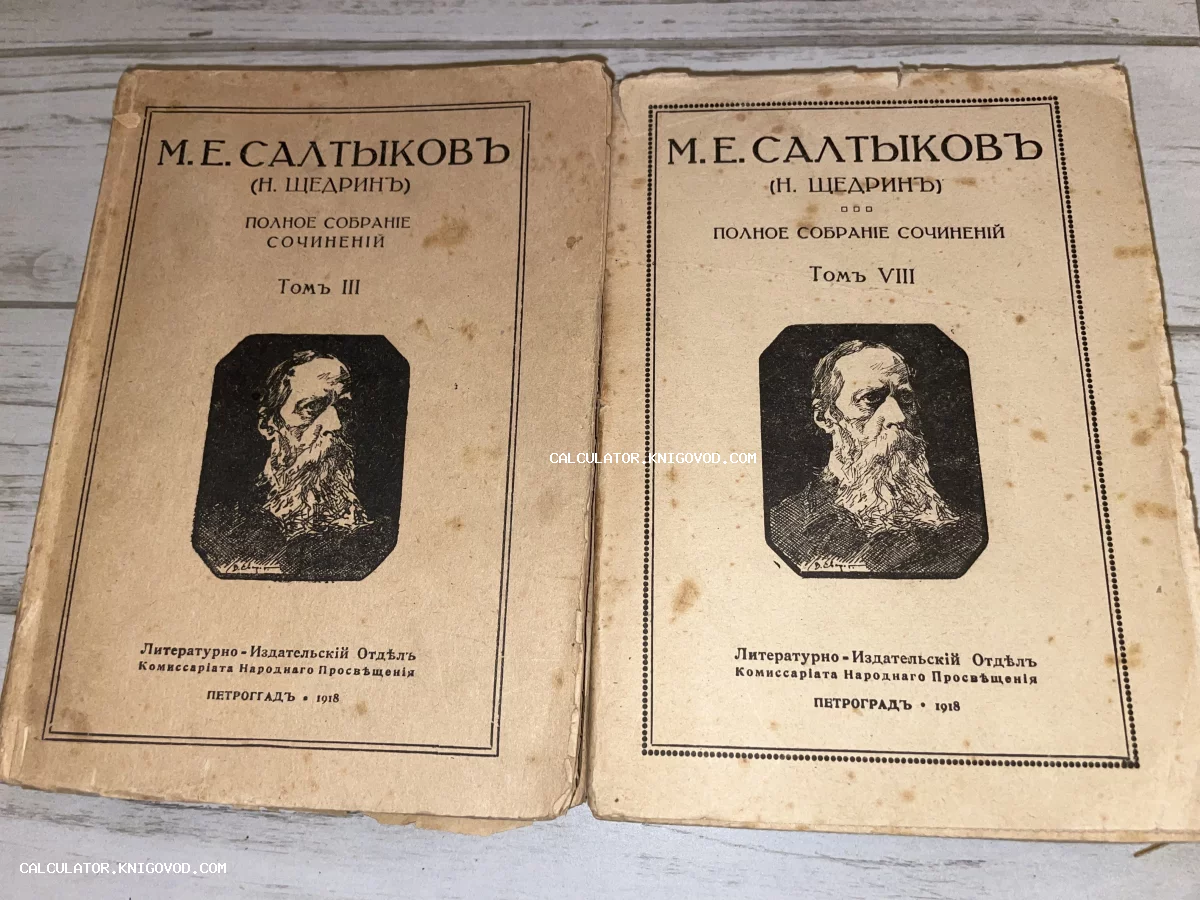 М. Е. САЛТЫКОВЪ
(Н. ЩЕДРИНЪ)
ПОЛНОЕ СОБРАНІЕ
СОЧИНЕНІЙ
Томъ III
Литературно-Издательскій Отдѣлъ
Комиссаріата Народнаго Просвѣщенія
ПЕТРОГГАДЪ • 1918
М. Е. САЛТЫКОВЪ
(Н. ЩЕДРИНЪ)
ПОЛНОЕ СОБРАНІЕ СОЧИНЕНІЙ
Томъ VIII
Литературно-Издательскій Отдѣлъ
Комиссаріата Народнаго Просвѣщенія
ПЕТРОГРАДЪ • 1918
CALCULATOR.KNIGOVOD.COM
CALCULATOR.KNIGOVOD.COM